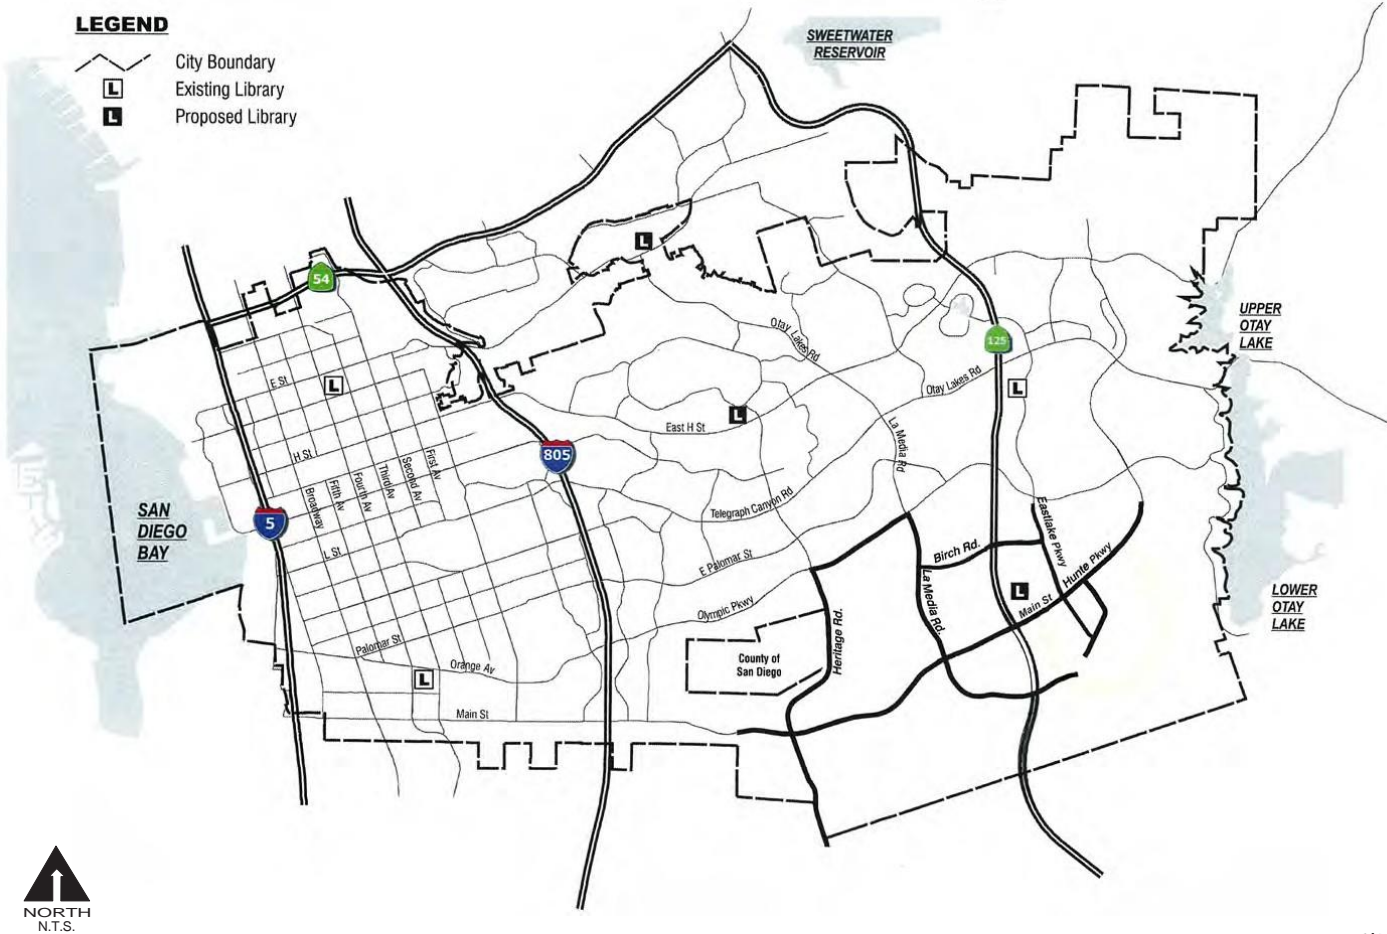 LEGEND
City Boundary
L
Existing Library
L
Proposed Library
SWEETWATER
RESERVOIR
L
54
UPPER
OTAY
LAKE
Otay Lakes Rd
125
E St
L
Otay Lakes Rd
L
L
East H St
La Media Rd
H St
805
First Av
Second Av
Third Av
Fourth Av
Fifth Av
Broadway
SAN
DIEGO
BAY
5
Telegraph Canyon Rd
Eastlake Pkwy
L St
E Palomar St
Birch Rd.
Hunte Pkwy
L
Main St
LOWER
OTAY
LAKE
Olympic Pkwy
La Media Rd.
Heritage Rd.
Palomar St
County of
San Diego
Orange Av
L
Main St
NORTH
N.T.S.